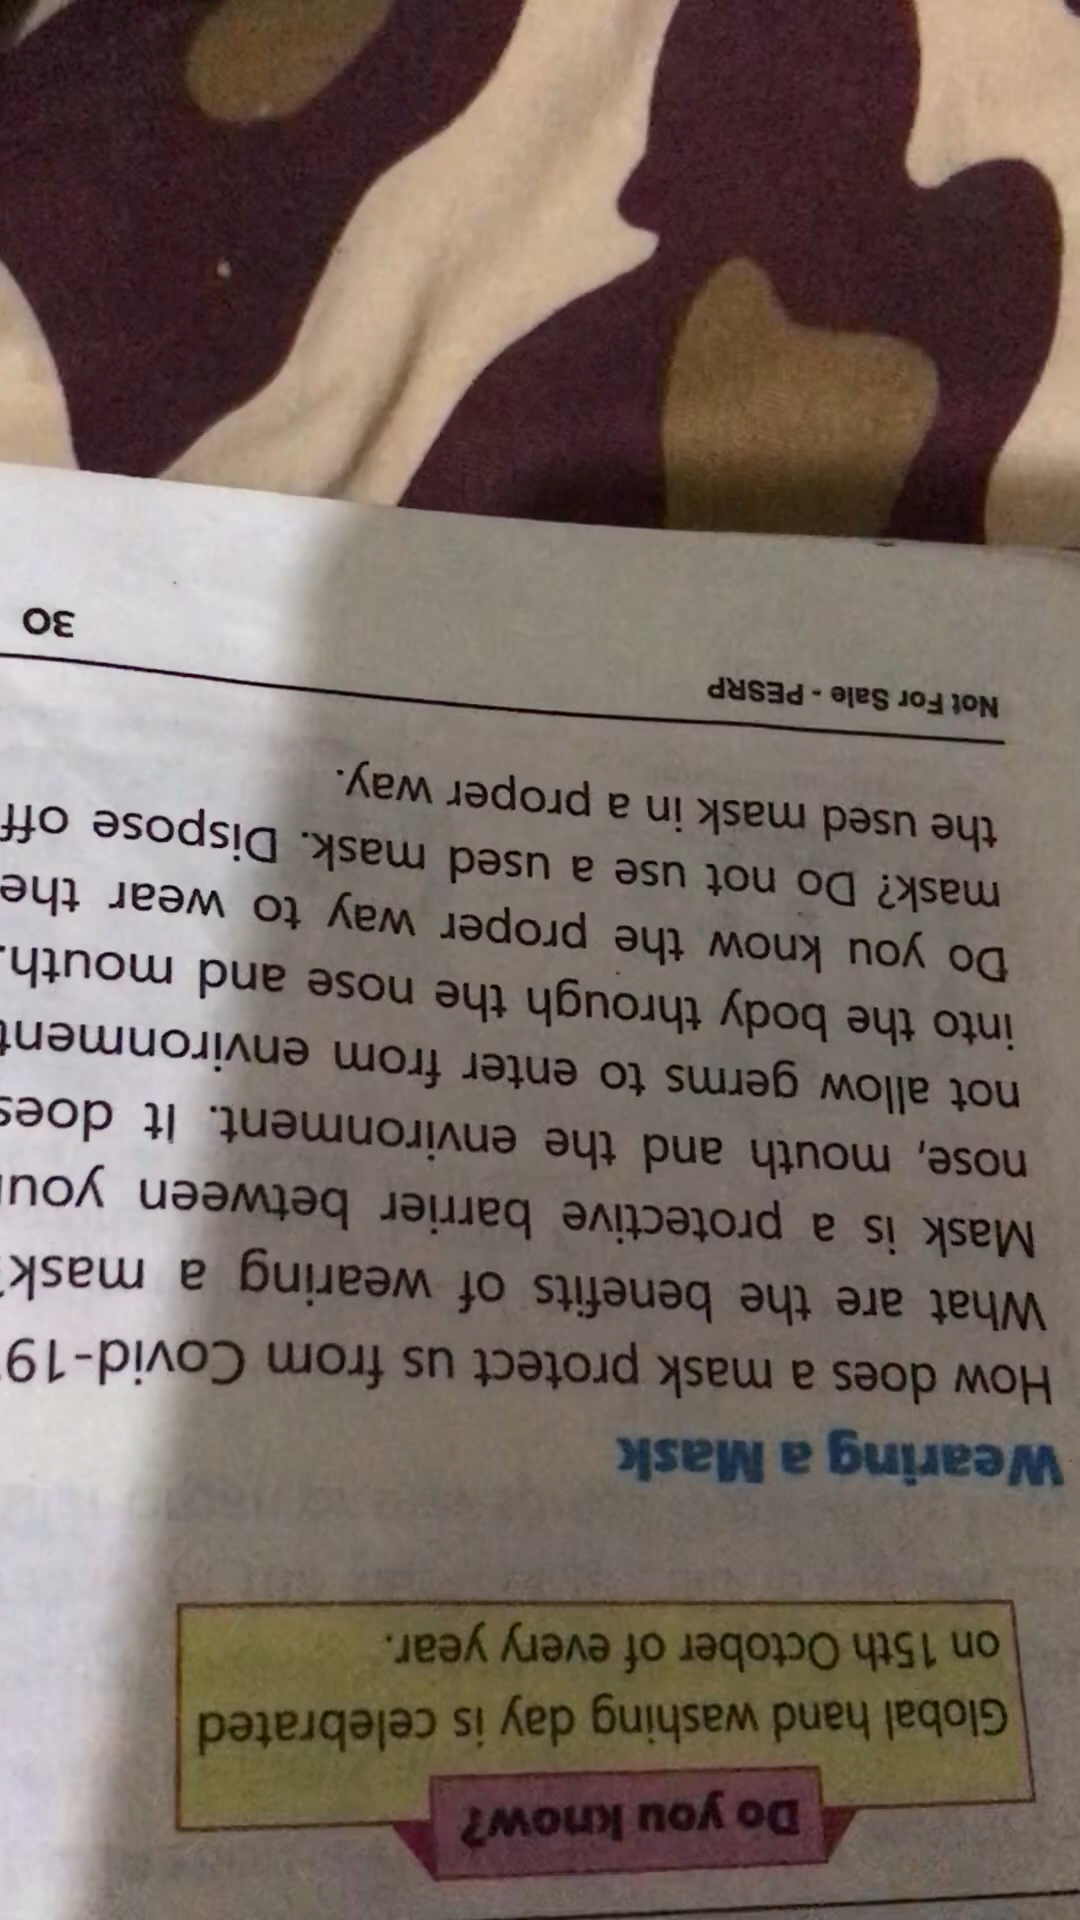 Do you know?
Global hand washing day is celebrated
on 15th October of every year.
Wearing a Mask
How does a mask protect us from Covid-19
What are the benefits of wearing a mask?
Mask is a protective barrier between your
nose, mouth and the environment. It does
not allow germs to enter from environment
into the body through the nose and mouth.
Do you know the proper way to wear the
mask? Do not use a used mask. Dispose off
the used mask in a proper way.
Not For Sale - PESRP
30